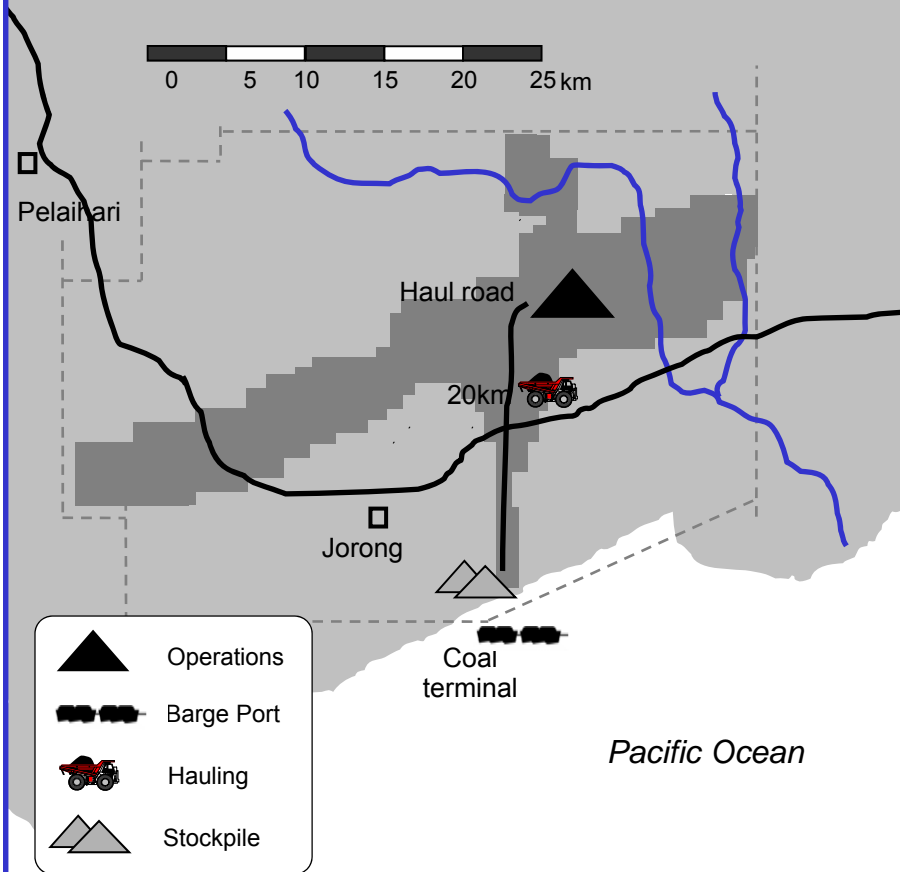 0 5 10 15 20 25 km
Pelaihari
Haul road
20km
Jorong
Coal
terminal
Pacific Ocean
Operations
Barge Port
Hauling
Stockpile